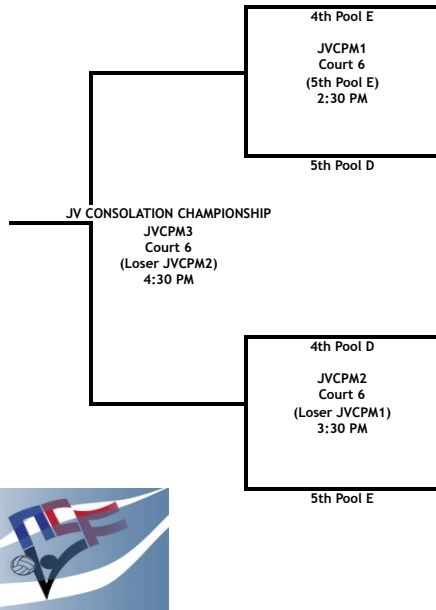 4th Pool E
JVCPM1
Court 6
(5th Pool E)
2:30 PM
5th Pool D
JV CONSOLATION CHAMPIONSHIP
JVCPM3
Court 6
(Loser JVCPM2)
4:30 PM
4th Pool D
JVCPM2
Court 6
(Loser JVCPM1)
3:30 PM
5th Pool E